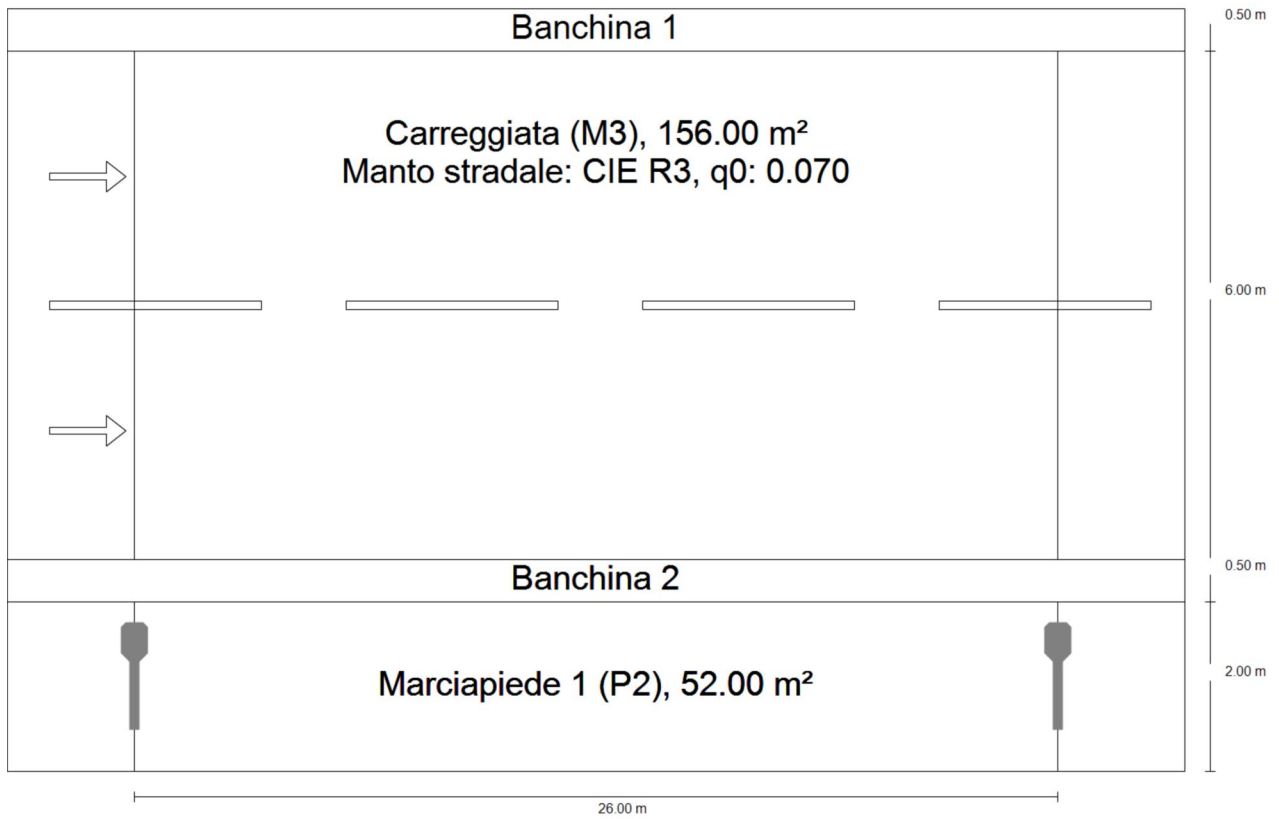 Banchina 1
0.50 m
Carreggiata (M3), 156.00 m²
Manto stradale: CIE R3, q0: 0.070
6.00 m
Banchina 2
0.50 m
Marciapiede 1 (P2), 52.00 m²
2.00 m
26.00 m